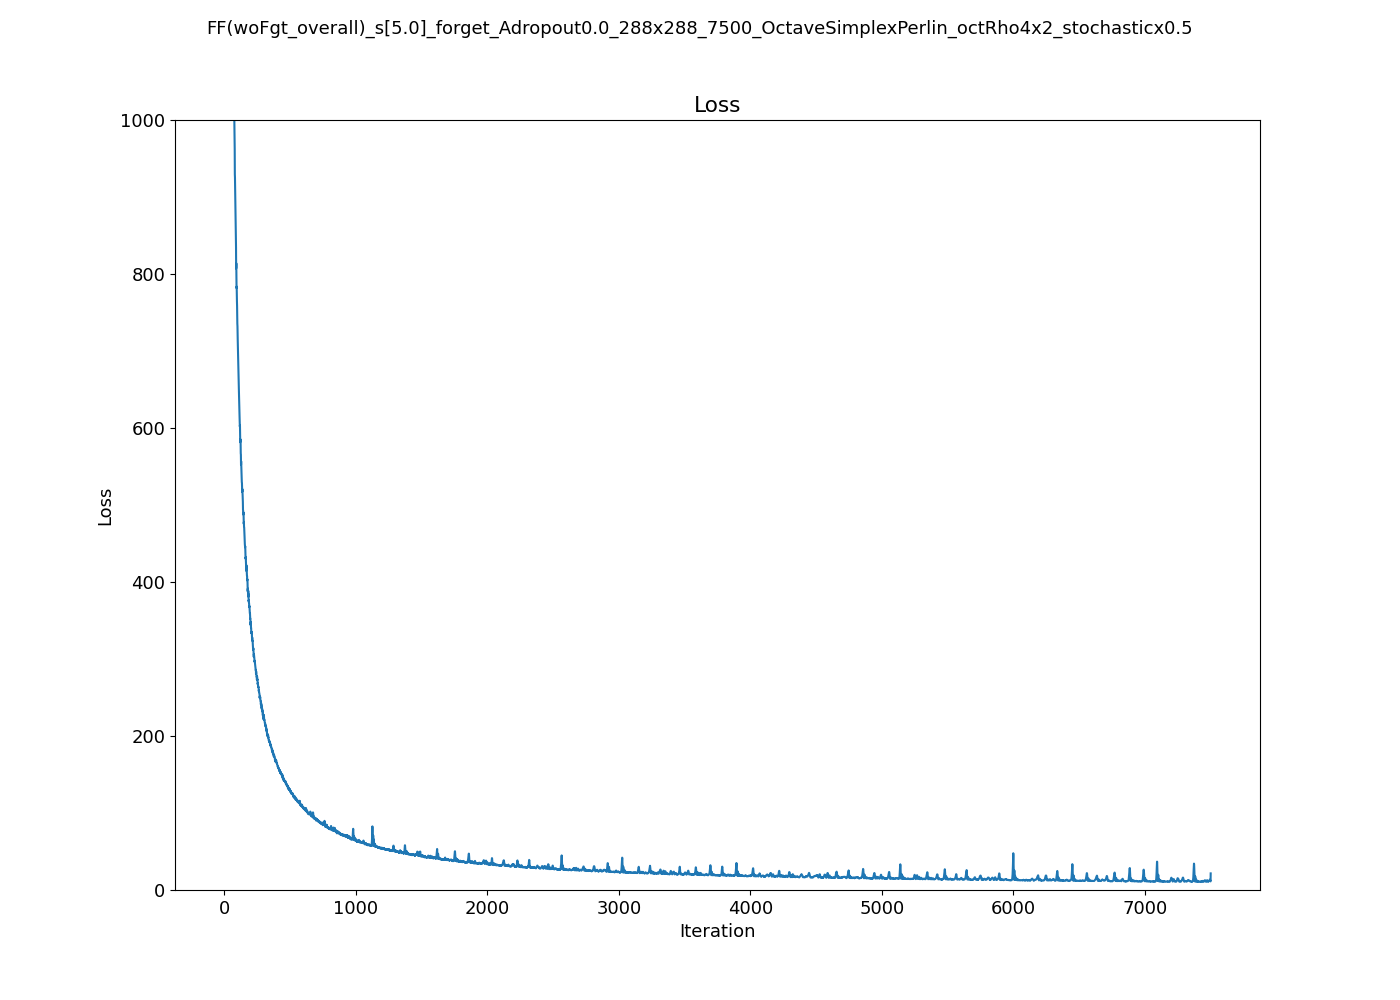 FF(woFgt_overall)_s[5.0]_forget_Adropout0.0_288x288_7500_OctaveSimplexPerlin_octRho4x2_stochasticx0.5
Loss
1000
800
600
400
200
0
Loss
0 1000 2000 3000 4000 5000 6000 7000
Iteration